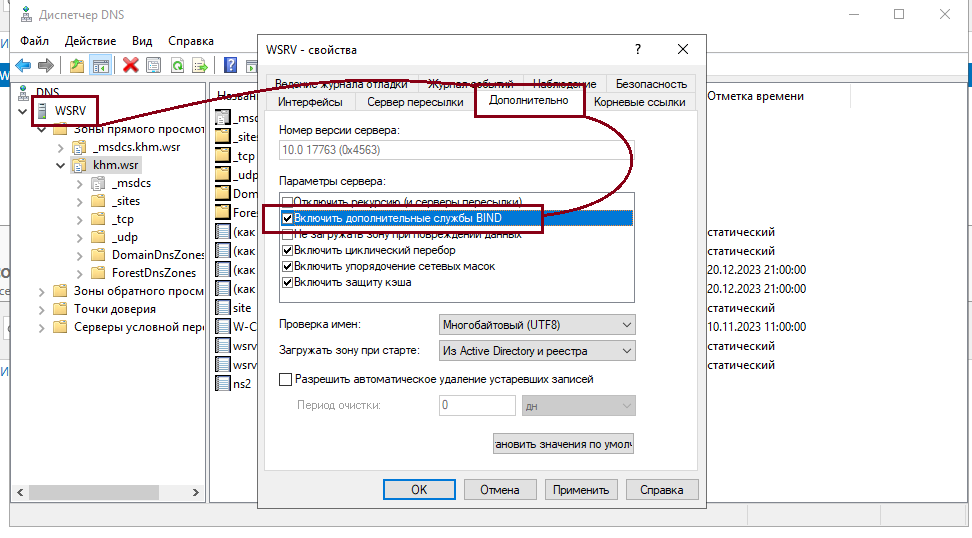 Диспетчер DNS
Файл Действие Вид Справка
DNS
WSRV
Зоны прямого просмот
_msdcs.khm.wsr
khm.wsr
_msdcs
_sites
_tcp
_udp
DomainDnsZones
ForestDnsZones
Зоны обратного просм
Точки доверия
Серверы условной пере
Назва
_msd
_sites
_tcp
_udp
Dom
Fores
(как
(как
(как
(как
site
W-C
wsrv
wsrv
ns2
WSRV - свойства
Ведение журнала отладки Журнал событий Наблюдение Безопасность
Интерфейсы Сервер пересылки Дополнительно Корневые ссылки
Номер версии сервера:
10.0 17763 (0x4563)
Параметры сервера:
Отключить рекурсию (и серверы пересылки)
Включить дополнительные службы BIND
Не загружать зону при повреждении данных
Включить циклический перебор
Включить упорядочение сетевых масок
Включить защиту кэша
Проверка имен: Многобайтовый (UTF8)
Загружать зону при старте: Из Active Directory и реестра
Разрешить автоматическое удаление устаревших записей
Период очистки: 0 дн
тановить значения по умолч
OK Отмена Применить Справка
Отметка времени
статический
статический
20.12.2023 21:00:00
20.12.2023 21:00:00
статический
10.11.2023 11:00:00
статический
статический